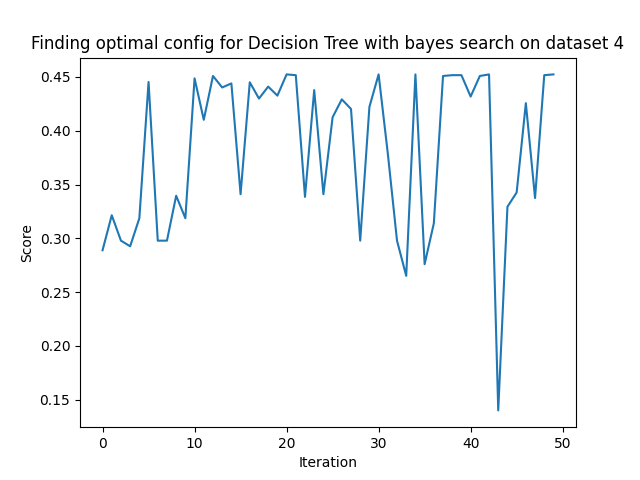 Finding optimal config for Decision Tree with bayes search on dataset 4
0.45
0.40
0.35
0.30
0.25
0.20
0.15
Score
0 10 20 30 40 50
Iteration